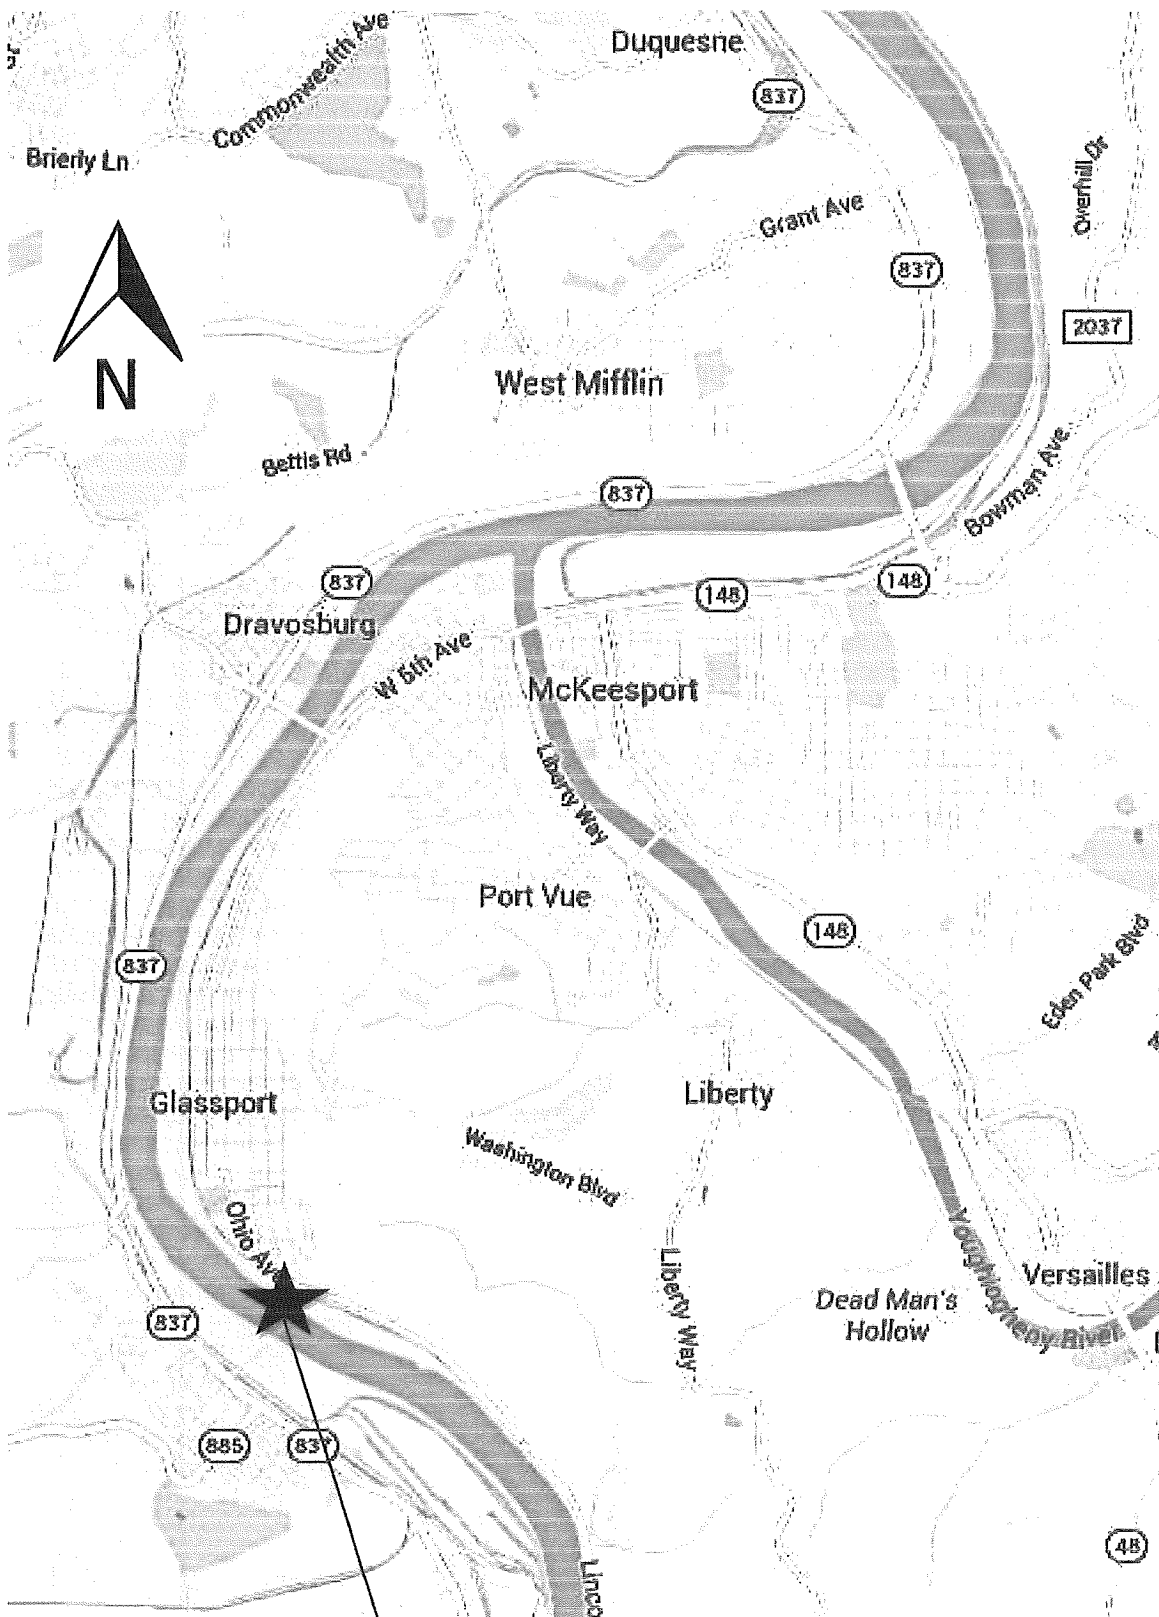 Commonwealth Ave
Duquesne
837
Brierly Ln
Overhill Dr
Grant Ave
837
2037
N
West Mifflin
Bettis Rd
837
Bowman Ave
837
148
148
Dravosburg
W 5th Ave
McKeesport
Liberty Way
Port Vue
148
837
Eden Park Blvd
4
Glassport
Liberty
Washington Blvd
Ohio Ave
Youghiogheny River
Versailles
Liberty Way
Dead Man's
Hollow
837
885
837
48
Linco